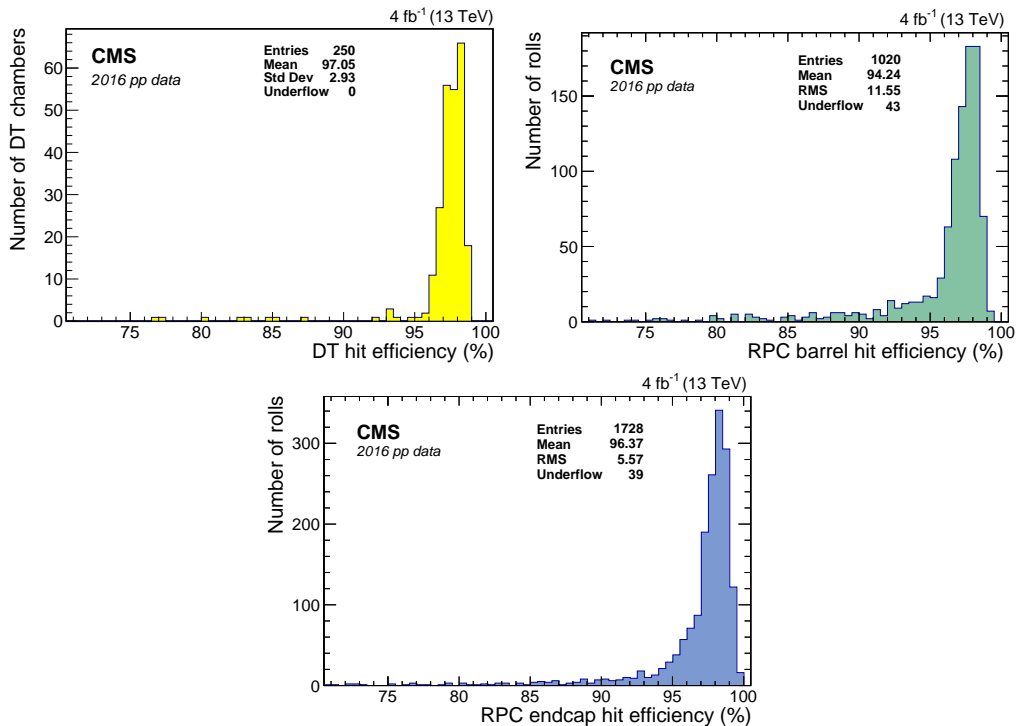 4 fb⁻¹ (13 TeV)
CMS
2016 pp data
Entries 250
Mean 97.05
Std Dev 2.93
Underflow 0
Number of DT chambers
60
50
40
30
20
10
0
75 80 85 90 95 100
DT hit efficiency (%)
4 fb⁻¹ (13 TeV)
CMS
2016 pp data
Entries 1020
Mean 94.24
RMS 11.55
Underflow 43
Number of rolls
150
100
50
0
75 80 85 90 95 100
RPC barrel hit efficiency (%)
4 fb⁻¹ (13 TeV)
CMS
2016 pp data
Entries 1728
Mean 96.37
RMS 5.57
Underflow 39
Number of rolls
300
200
100
0
75 80 85 90 95 100
RPC endcap hit efficiency (%)